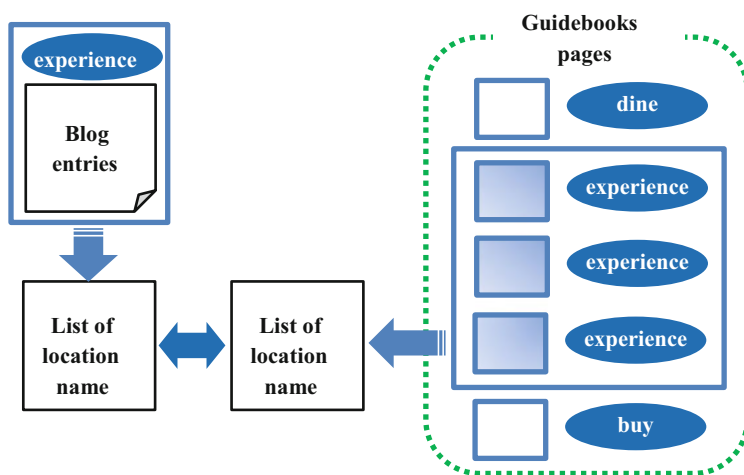 experience
Blog
entries
List of
location
name
List of
location
name
Guidebooks
pages
dine
experience
experience
experience
buy